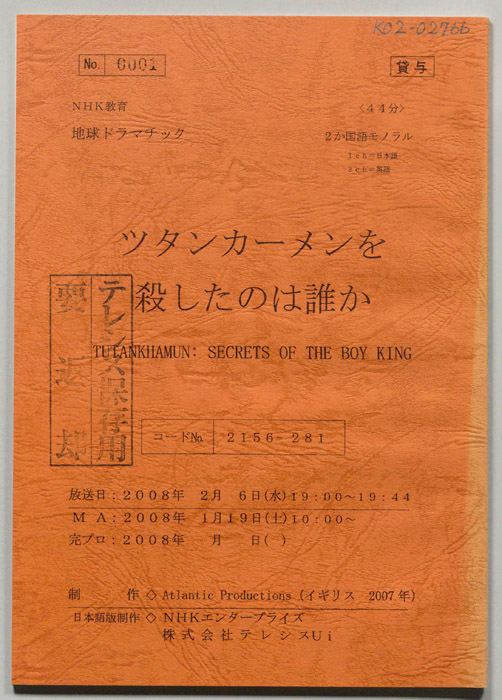 K02-02766
No. 0001
貸与
NHK教育
〈44分〉
地球ドラマチック
2か国語モノラル
1ch=日本語
2ch=英語
ツタンカーメンを
殺したのは誰か
TUTANKHAMUN: SECRETS OF THE BOY KING
テレシス保存用
要返却
コードNo. 2156-281
放送日:2008年 2月 6日(水)19:00~19:44
MA:2008年 1月19日(土)10:00~
完プロ:2008年 月 日( )
制 作◇Atlantic Productions (イギリス 2007年)
日本語版制作◇NHKエンタープライズ
株式会社テレシスUi